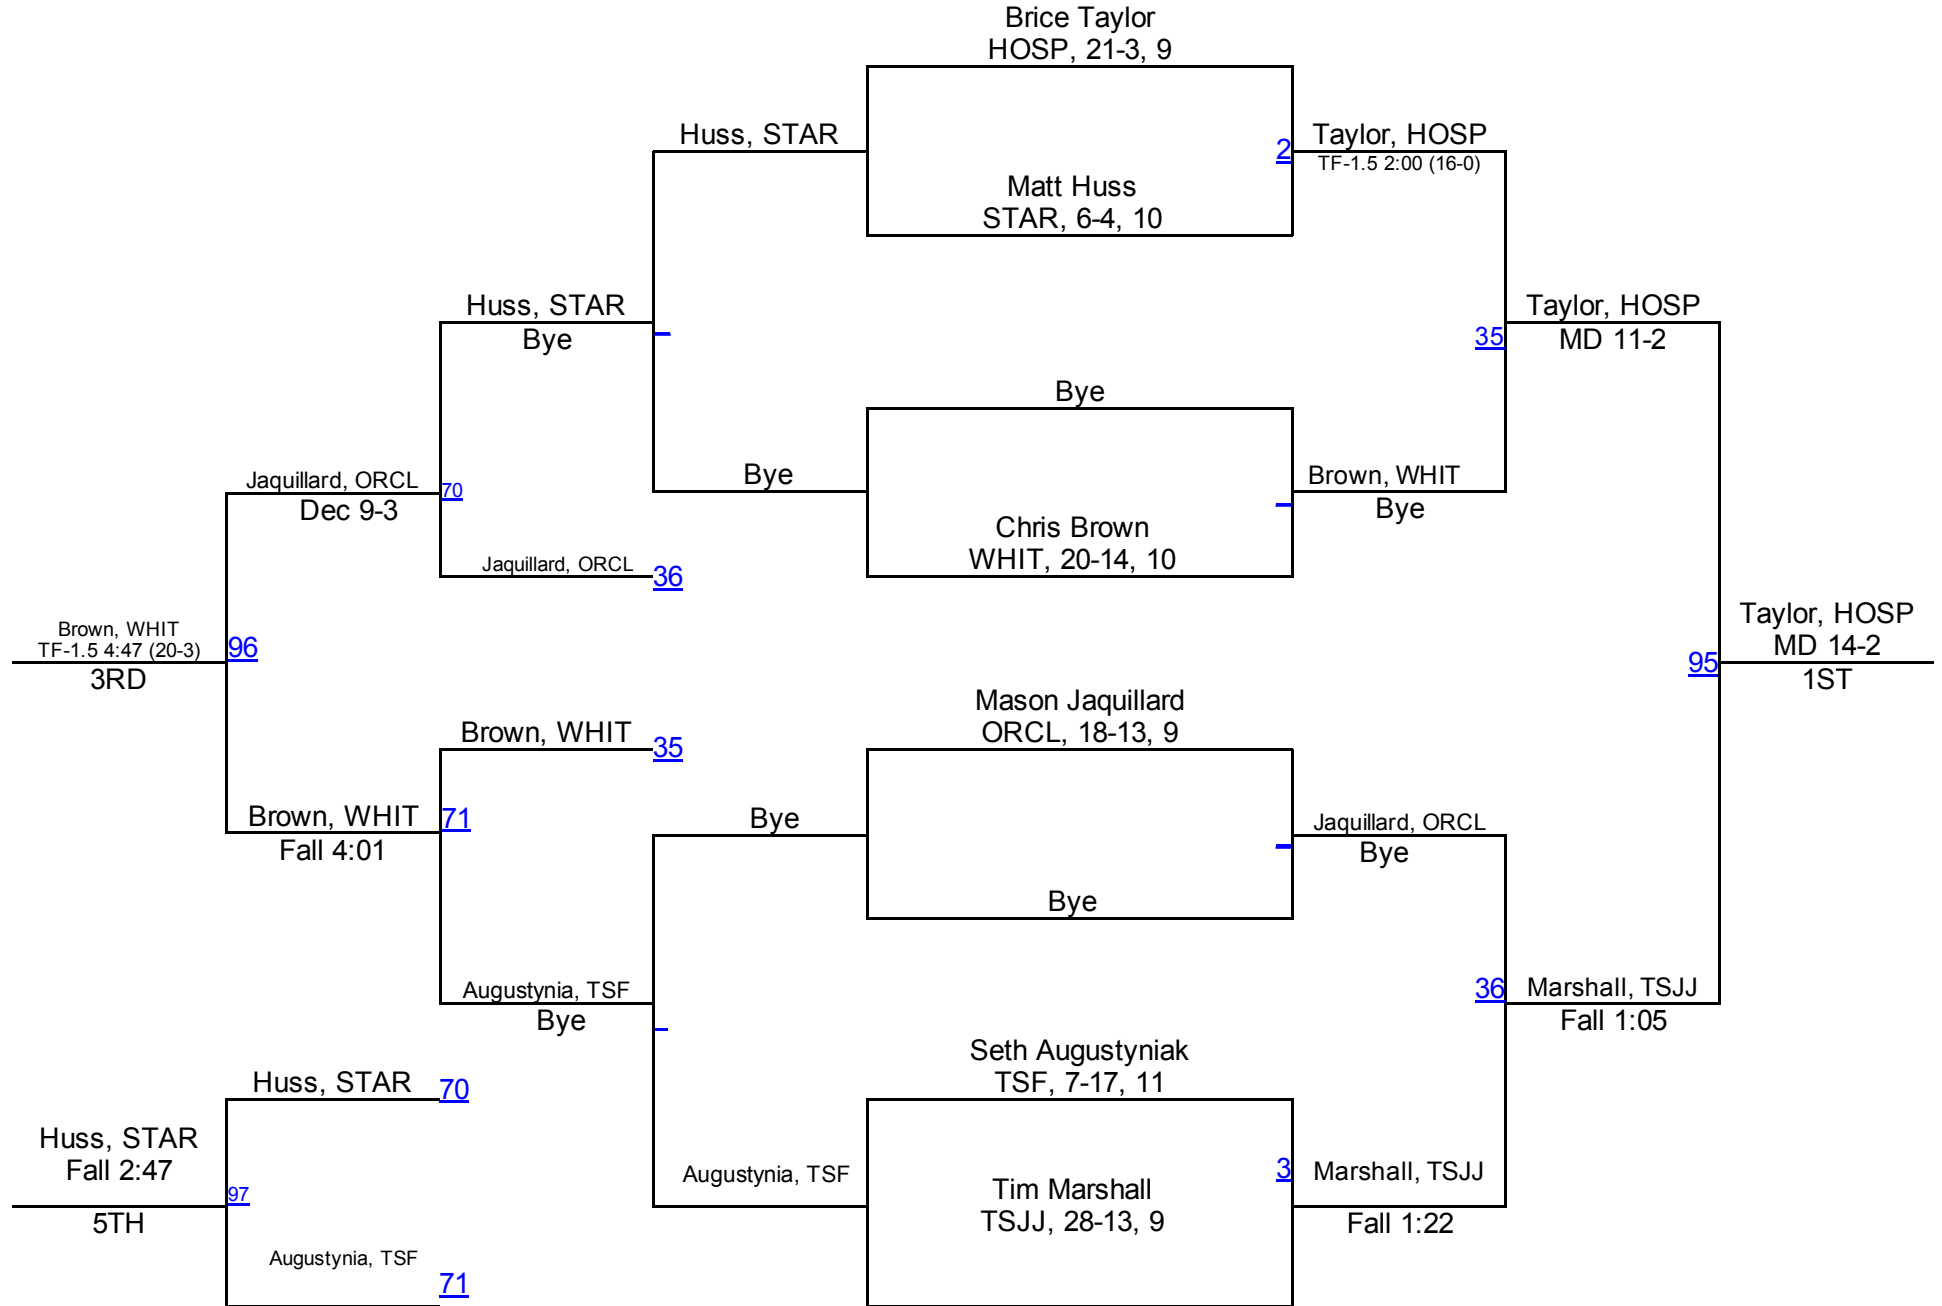 Brice Taylor
HOSP, 21-3, 9
Huss, STAR
2
Taylor, HOSP
TF-1.5 2:00 (16-0)
Matt Huss
STAR, 6-4, 10
Huss, STAR
Bye
35
Taylor, HOSP
MD 11-2
Bye
Bye
Brown, WHIT
Bye
Jaquillard, ORCL
Dec 9-3
70
Chris Brown
WHIT, 20-14, 10
Jaquillard, ORCL
36
Brown, WHIT
TF-1.5 4:47 (20-3)
3RD
96
95
Taylor, HOSP
MD 14-2
1ST
Mason Jaquillard
ORCL, 18-13, 9
Brown, WHIT
35
Brown, WHIT
Fall 4:01
71
Bye
Jaquillard, ORCL
Bye
Bye
Augustynia, TSF
Bye
36
Marshall, TSJJ
Fall 1:05
Seth Augustyniak
TSF, 7-17, 11
Huss, STAR
70
Huss, STAR
Fall 2:47
5TH
97
Augustynia, TSF
Tim Marshall
TSJJ, 28-13, 9
3
Marshall, TSJJ
Fall 1:22
Augustynia, TSF
71